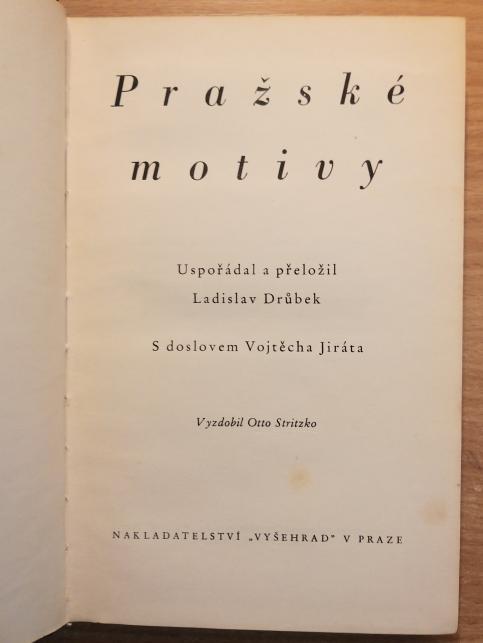 Pražské
motivy
Uspořádal a přeložil
Ladislav Drůbek
S doslovem Vojtěcha Jiráta
Vyzdobil Otto Stritzko
NAKLADATELSTVÍ „VYŠEHRAD” V PRAZE